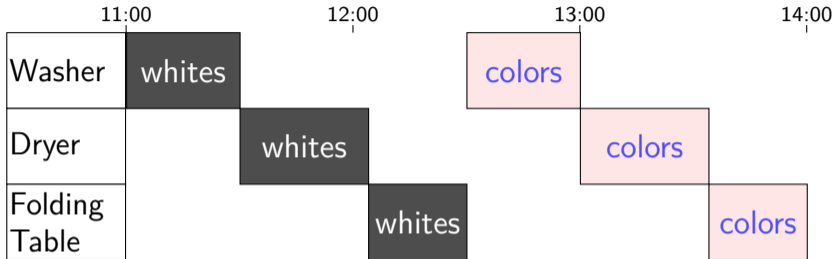 11:00 12:00 13:00 14:00
Washer whites colors
Dryer whites colors
Folding
Table whites colors